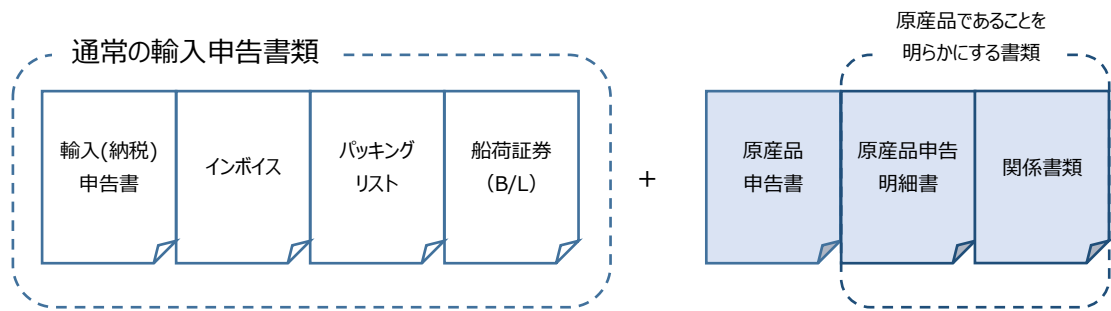 通常の輸入申告書類
輸入(納税)
申告書
インボイス
パッキング
リスト
船荷証券
(B/L)
+
原産品であることを
明らかにする書類
原産品
申告書
原産品申告
明細書
関係書類